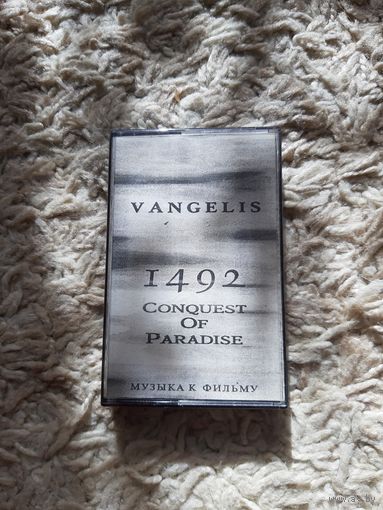 VANGELIS
1492
CONQUEST
OF
PARADISE
МУЗЫКА К ФИЛЬМУ